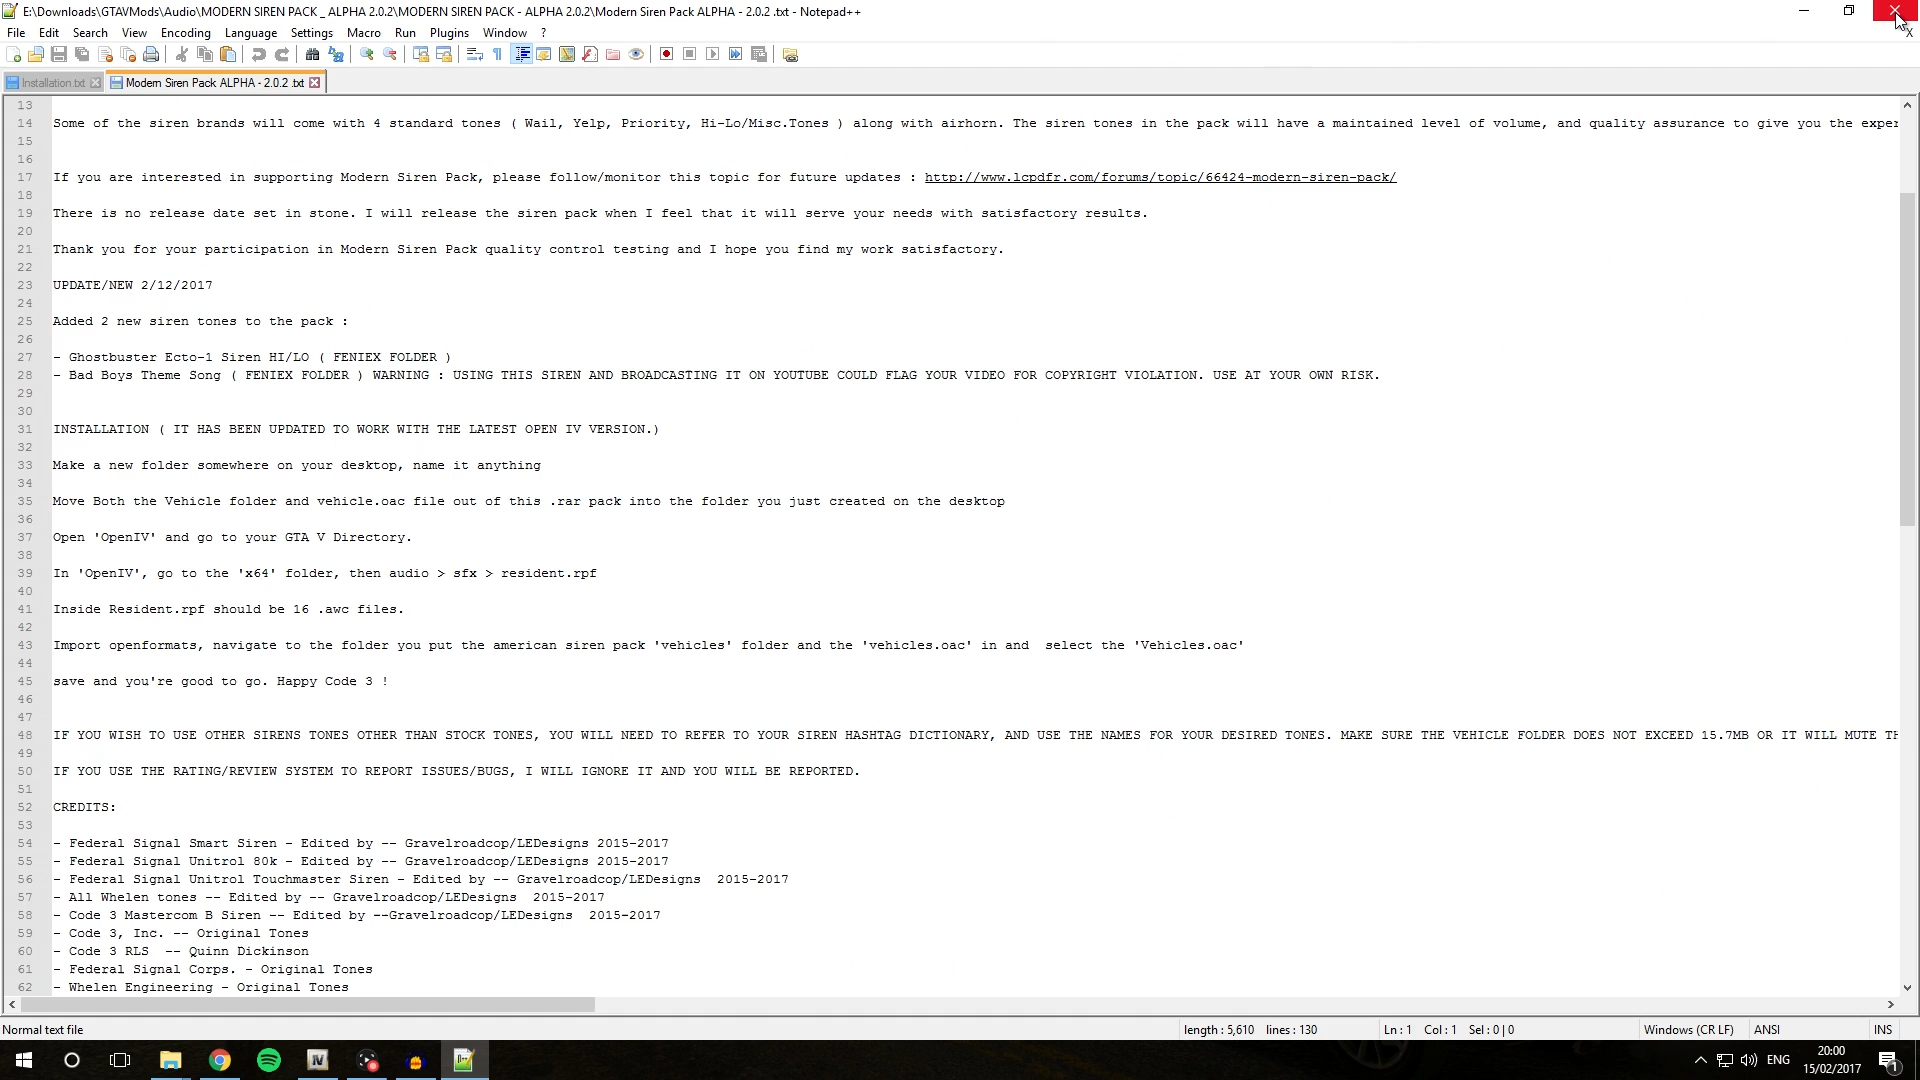 E:\Downloads\GTAVMods\Audio\MODERN SIREN PACK _ ALPHA 2.0.2\MODERN SIREN PACK - ALPHA 2.0.2\Modern Siren Pack ALPHA - 2.0.2 .txt - Notepad++
File Edit Search View Encoding Language Settings Macro Run Plugins Window ? X
Installation.txt Modern Siren Pack ALPHA - 2.0.2 .txt
13
14 Some of the siren brands will come with 4 standard tones ( Wail, Yelp, Priority, Hi-Lo/Misc.Tones ) along with airhorn. The siren tones in the pack will have a maintained level of volume, and quality assurance to give you the exper
15
16
17 If you are interested in supporting Modern Siren Pack, please follow/monitor this topic for future updates : http://www.lcpdfr.com/forums/topic/66424-modern-siren-pack/
18
19 There is no release date set in stone. I will release the siren pack when I feel that it will serve your needs with satisfactory results.
20
21 Thank you for your participation in Modern Siren Pack quality control testing and I hope you find my work satisfactory.
22
23 UPDATE/NEW 2/12/2017
24
25 Added 2 new siren tones to the pack :
26
27 - Ghostbuster Ecto-1 Siren HI/LO ( FENIEX FOLDER )
28 - Bad Boys Theme Song ( FENIEX FOLDER ) WARNING : USING THIS SIREN AND BROADCASTING IT ON YOUTUBE COULD FLAG YOUR VIDEO FOR COPYRIGHT VIOLATION. USE AT YOUR OWN RISK.
29
30
31 INSTALLATION ( IT HAS BEEN UPDATED TO WORK WITH THE LATEST OPEN IV VERSION.)
32
33 Make a new folder somewhere on your desktop, name it anything
34
35 Move Both the Vehicle folder and vehicle.oac file out of this .rar pack into the folder you just created on the desktop
36
37 Open 'OpenIV' and go to your GTA V Directory.
38
39 In 'OpenIV', go to the 'x64' folder, then audio > sfx > resident.rpf
40
41 Inside Resident.rpf should be 16 .awc files.
42
43 Import openformats, navigate to the folder you put the american siren pack 'vehicles' folder and the 'vehicles.oac' in and  select the 'Vehicles.oac'
44
45 save and you're good to go. Happy Code 3 !
46
47
48 IF YOU WISH TO USE OTHER SIRENS TONES OTHER THAN STOCK TONES, YOU WILL NEED TO REFER TO YOUR SIREN HASHTAG DICTIONARY, AND USE THE NAMES FOR YOUR DESIRED TONES. MAKE SURE THE VEHICLE FOLDER DOES NOT EXCEED 15.7MB OR IT WILL MUTE TH
49
50 IF YOU USE THE RATING/REVIEW SYSTEM TO REPORT ISSUES/BUGS, I WILL IGNORE IT AND YOU WILL BE REPORTED.
51
52 CREDITS:
53
54 - Federal Signal Smart Siren - Edited by -- Gravelroadcop/LEDesigns 2015-2017
55 - Federal Signal Unitrol 80k - Edited by -- Gravelroadcop/LEDesigns 2015-2017
56 - Federal Signal Unitrol Touchmaster Siren - Edited by -- Gravelroadcop/LEDesigns  2015-2017
57 - All Whelen tones -- Edited by -- Gravelroadcop/LEDesigns  2015-2017
58 - Code 3 Mastercom B Siren -- Edited by --Gravelroadcop/LEDesigns  2015-2017
59 - Code 3, Inc. -- Original Tones
60 - Code 3 RLS  -- Quinn Dickinson
61 - Federal Signal Corps. - Original Tones
62 - Whelen Engineering - Original Tones
Normal text file length : 5,610 lines : 130 Ln : 1 Col : 1 Sel : 0 | 0 Windows (CR LF) ANSI INS
IV ENG 20:00 1
15/02/2017